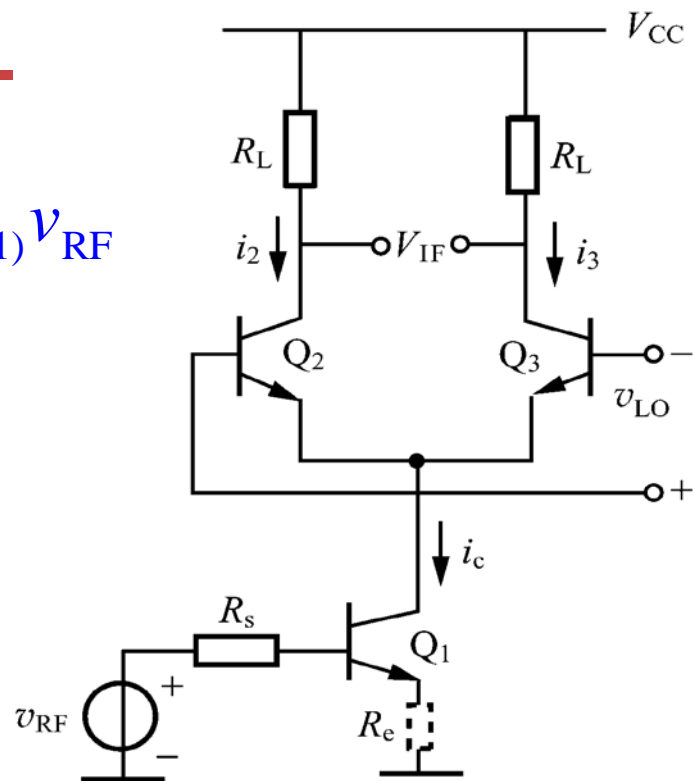 V_CC
R_L R_L
1) v_RF
i_2 V_IF i_3
Q_2 Q_3 −
v_LO
+
i_c
R_s
Q_1
+
v_RF R_e
−